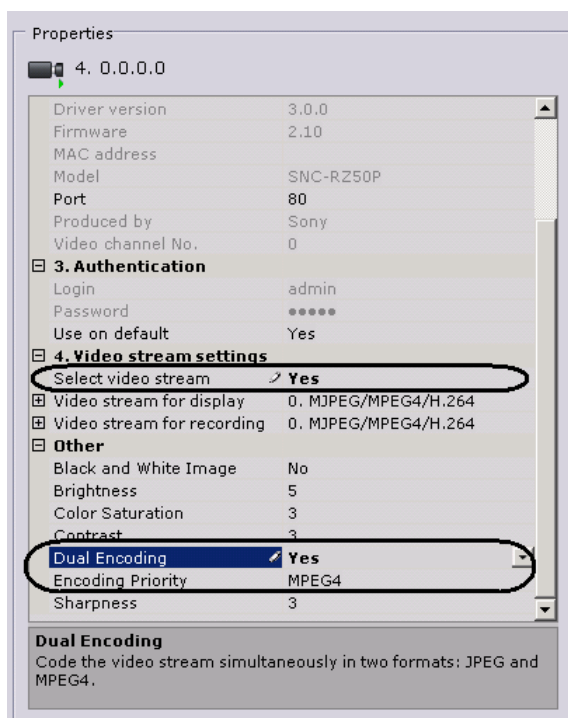 Properties
4. 0.0.0.0
Driver version 3.0.0
Firmware 2.10
MAC address
Model SNC-RZ50P
Port 80
Produced by Sony
Video channel No. 0
3. Authentication
Login admin
Password •••••
Use on default Yes
4. Video stream settings
Select video stream Yes
Video stream for display 0. MJPEG/MPEG4/H.264
Video stream for recording 0. MJPEG/MPEG4/H.264
Other
Black and White Image No
Brightness 5
Color Saturation 3
Contrast 3
Dual Encoding Yes
Encoding Priority MPEG4
Sharpness 3
Dual Encoding
Code the video stream simultaneously in two formats: JPEG and
MPEG4.